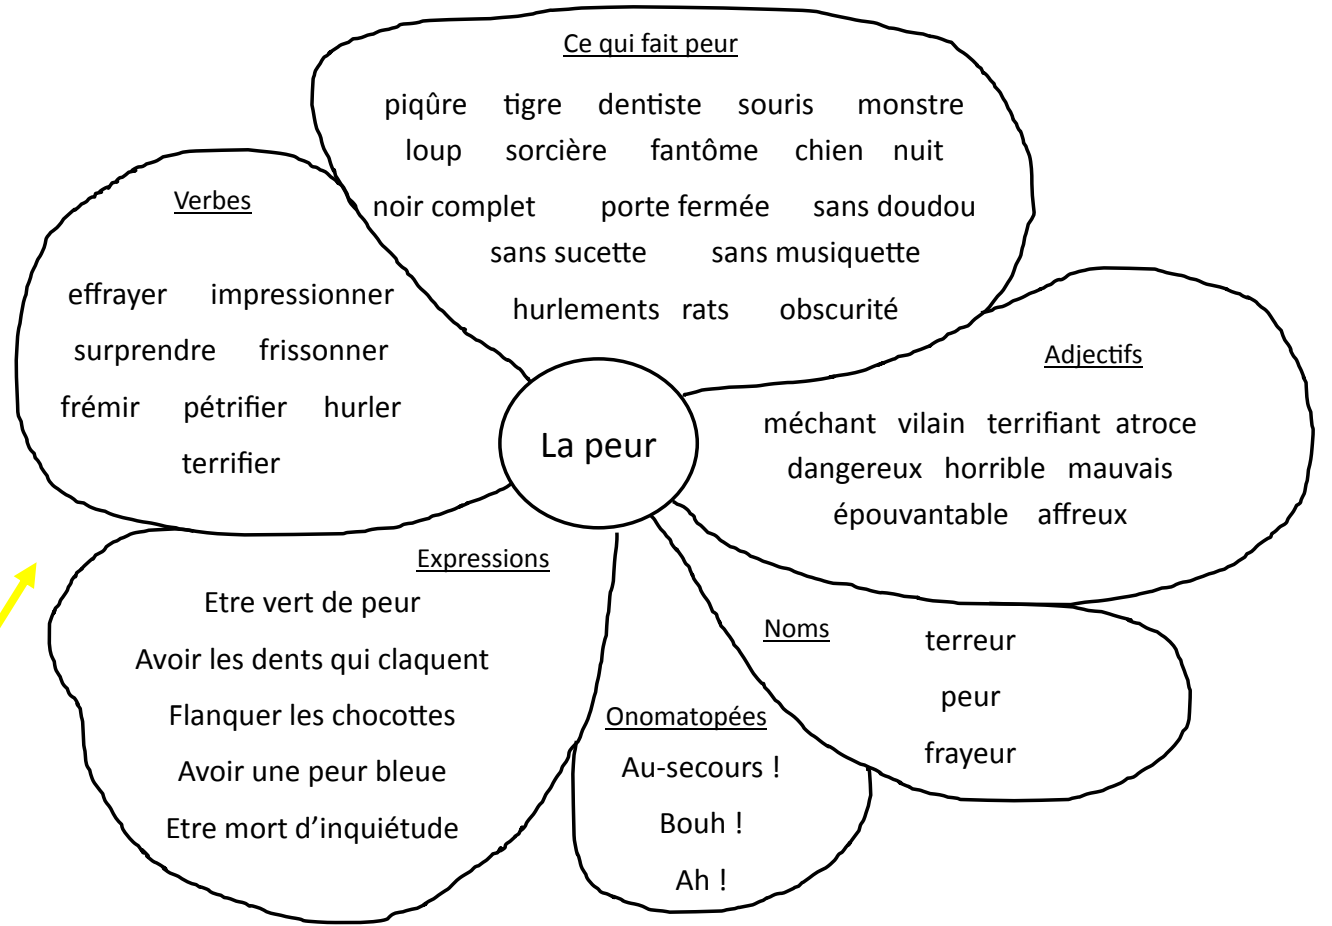 Ce qui fait peur
piqûre tigre dentiste souris monstre
loup sorcière fantôme chien nuit
noir complet porte fermée sans doudou
sans sucette sans musiquette
hurlements rats obscurité
Verbes
effrayer impressionner
surprendre frissonner
frémir pétrifier hurler
terrifier
La peur
Adjectifs
méchant vilain terrifiant atroce
dangereux horrible mauvais
épouvantable affreux
Expressions
Etre vert de peur
Avoir les dents qui claquent
Flanquer les chocottes
Avoir une peur bleue
Etre mort d’inquiétude
Onomatopées
Au-secours !
Bouh !
Ah !
Noms
terreur
peur
frayeur